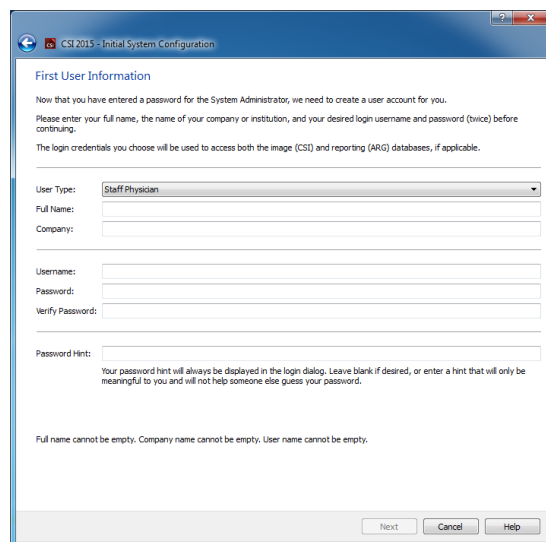 CSI 2015 - Initial System Configuration
First User Information
Now that you have entered a password for the System Administrator, we need to create a user account for you.
Please enter your full name, the name of your company or institution, and your desired login username and password (twice) before
continuing.
The login credentials you choose will be used to access both the image (CSI) and reporting (ARG) databases, if applicable.
User Type: Staff Physician
Full Name:
Company:
Username:
Password:
Verify Password:
Password Hint:
Your password hint will always be displayed in the login dialog. Leave blank if desired, or enter a hint that will only be
meaningful to you and will not help someone else guess your password.
Full name cannot be empty. Company name cannot be empty. User name cannot be empty.
Next Cancel Help